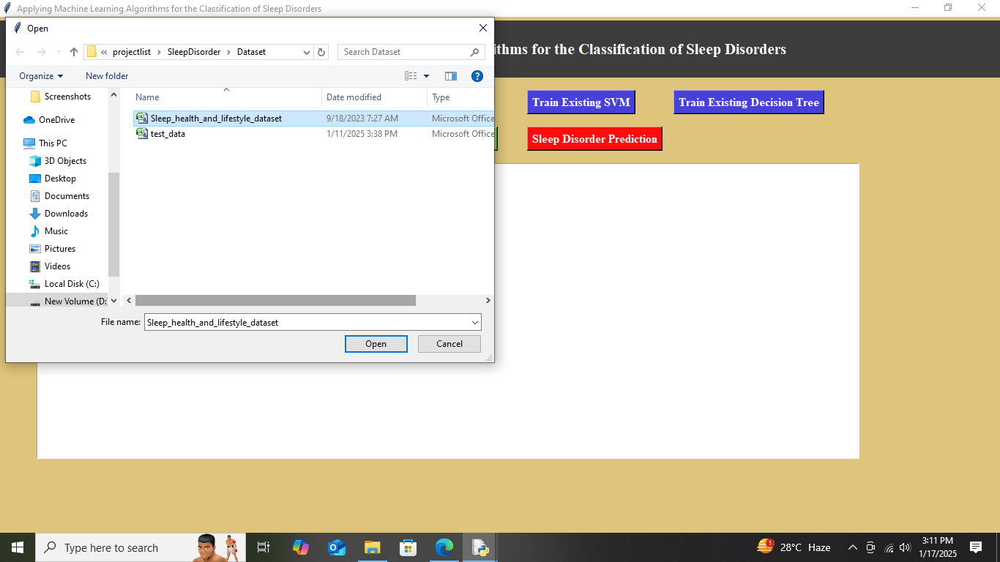 Applying Machine Learning Algorithms for the Classification of Sleep Disorders
Open
ithms for the Classification of Sleep Disorders
« projectlist > SleepDisorder > Dataset
Search Dataset
Organize
New folder
?
Screenshots
OneDrive
This PC
3D Objects
Desktop
Documents
Downloads
Music
Pictures
Videos
Local Disk (C:)
New Volume (D:
Name Date modified Type
Sleep_health_and_lifestyle_dataset 9/18/2023 7:27 AM Microsoft Office
test_data 1/11/2025 3:38 PM Microsoft Office
File name: Sleep_health_and_lifestyle_dataset
Open Cancel
Train Existing SVM Train Existing Decision Tree
Sleep Disorder Prediction
Type here to search
1
28°C Haze
3:11 PM
1/17/2025